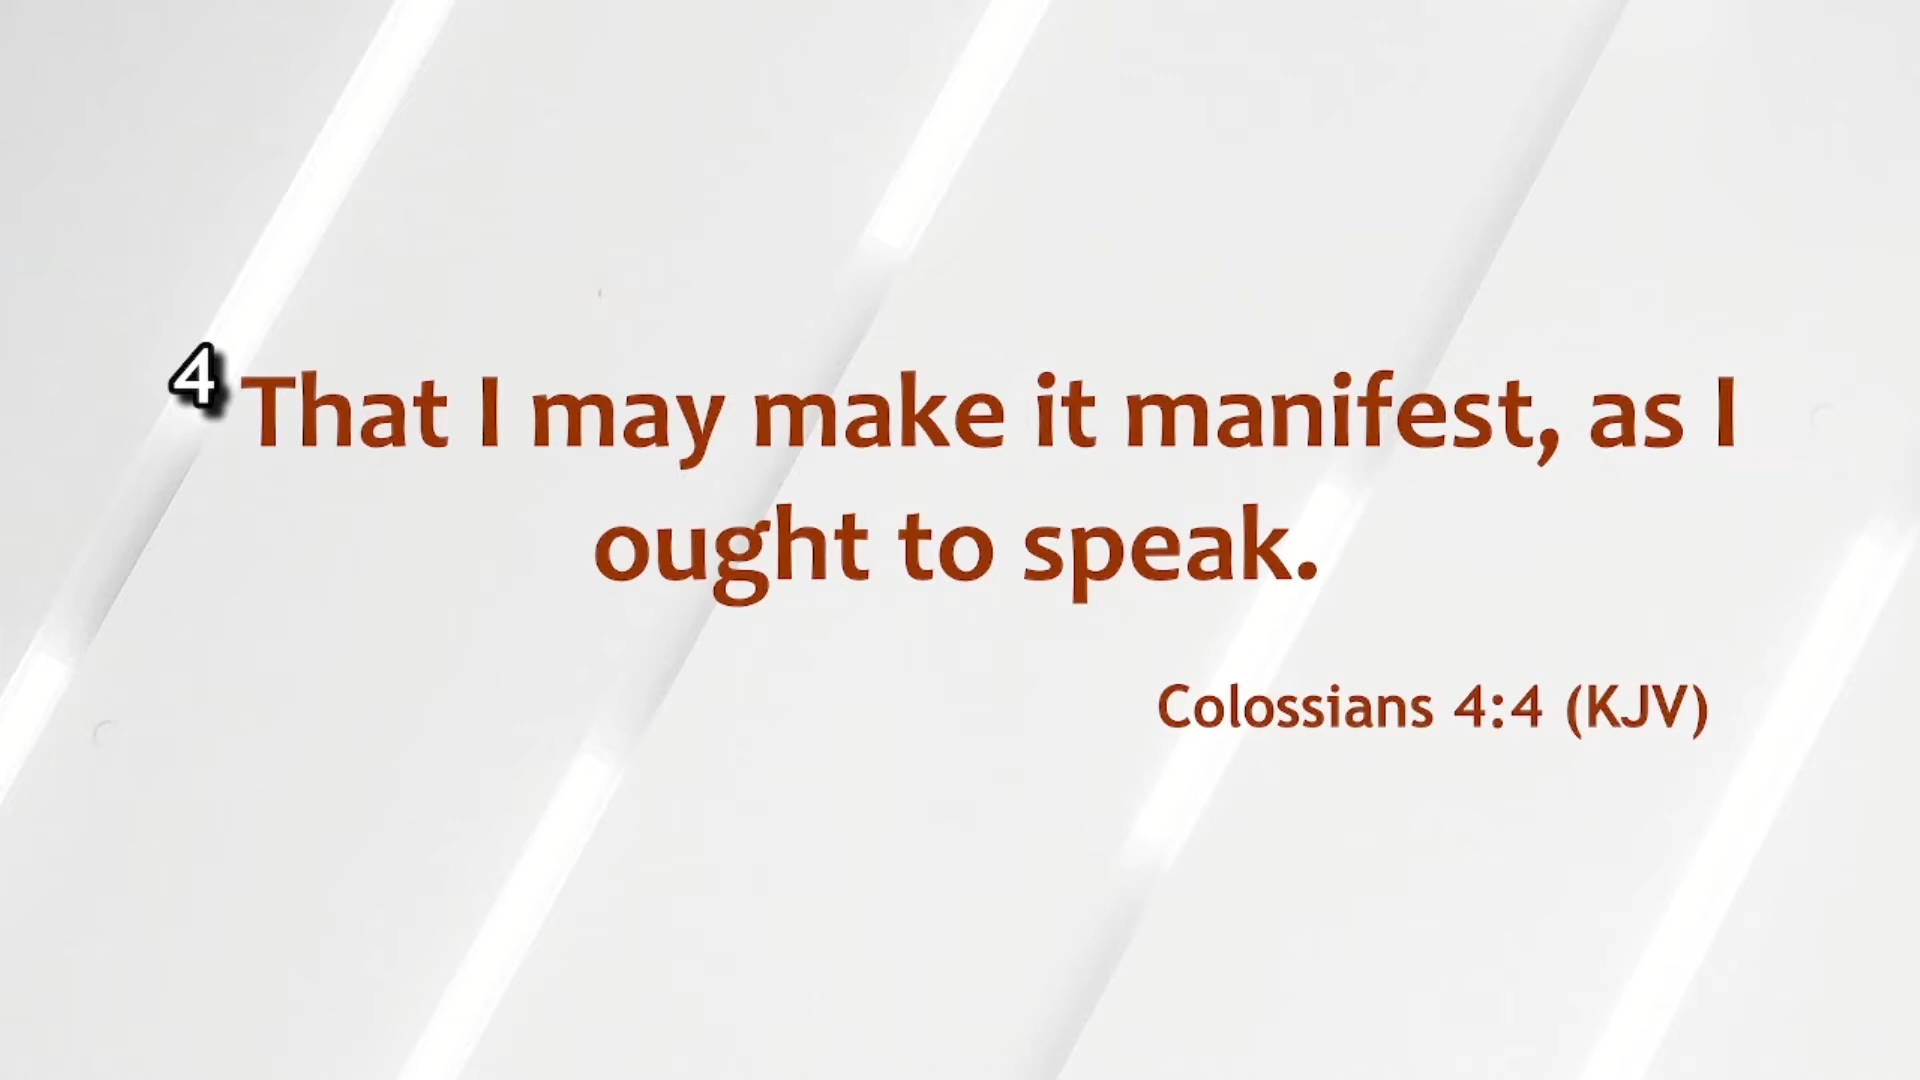 4 That I may make it manifest, as I
ought to speak.
Colossians 4:4 (KJV)